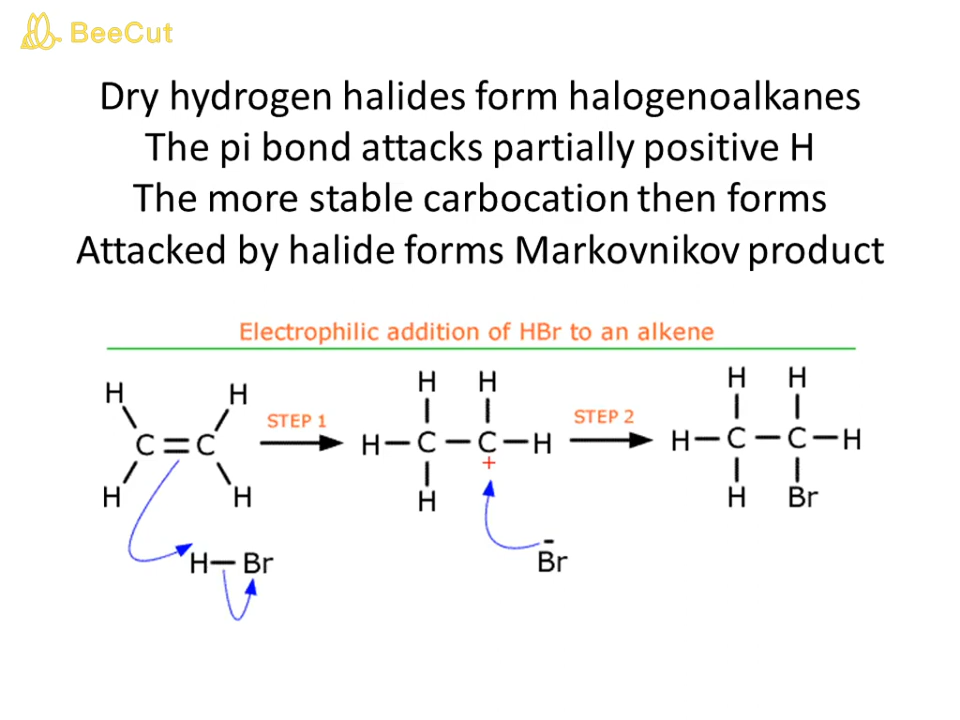 BeeCut
Dry hydrogen halides form halogenoalkanes
The pi bond attacks partially positive H
The more stable carbocation then forms
Attacked by halide forms Markovnikov product
Electrophilic addition of HBr to an alkene
H H H H H H
STEP 1 STEP 2
C=C H-C-C-H H-C-C-H
+
H H H H Br
-
H-Br Br